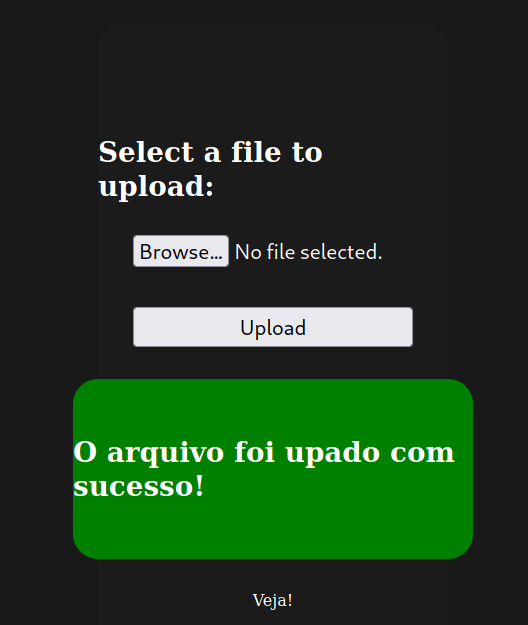 Select a file to
upload:
Browse... No file selected.
Upload
O arquivo foi upado com
sucesso!
Veja!